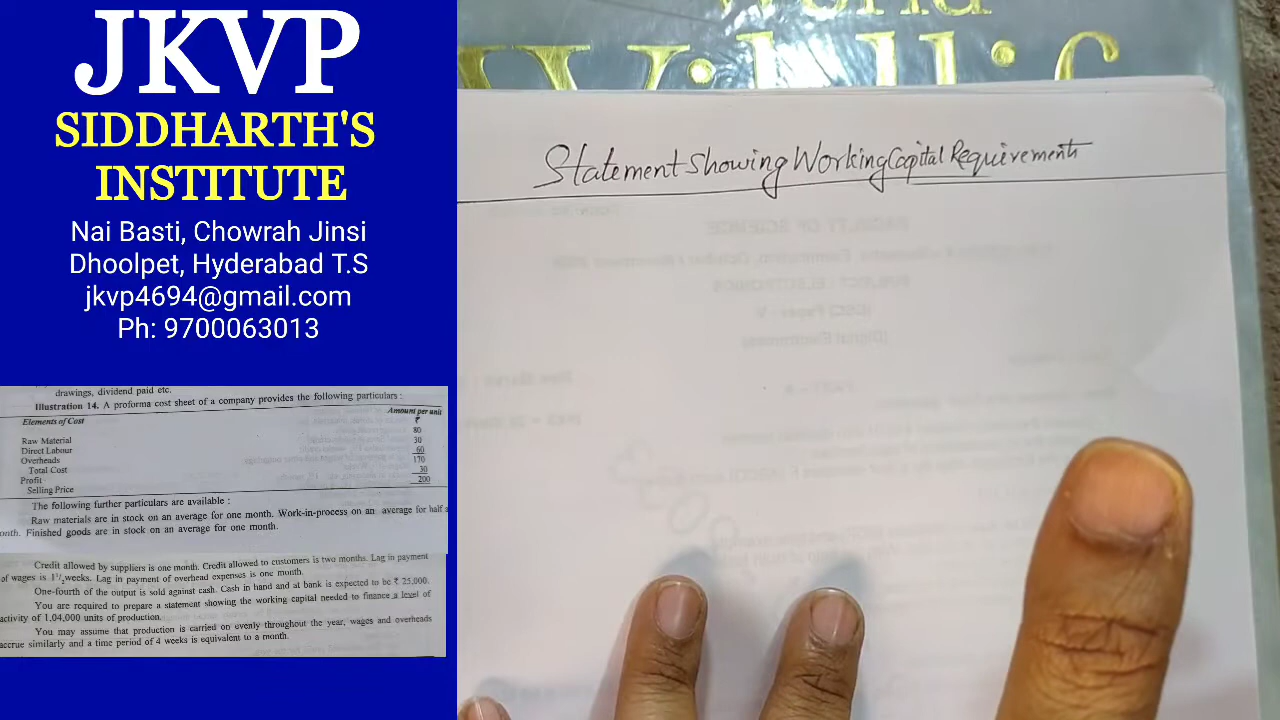 JKVP
SIDDHARTH'S
INSTITUTE
Nai Basti, Chowrah Jinsi
Dhoolpet, Hyderabad T.S
jkvp4694@gmail.com
Ph: 9700063013
drawings, dividend paid etc.
Illustration 14. A proforma cost sheet of a company provides the following particulars :
Elements of Cost Amount per unit
₹
Raw Material 80
Direct Labour 30
Overheads 60
Total Cost 170
Profit 30
Selling Price 200
The following further particulars are available :
Raw materials are in stock on an average for one month. Work-in-process on an average for half a
onth. Finished goods are in stock on an average for one month.
Credit allowed by suppliers is one month. Credit allowed to customers is two months. Lag in payment
of wages is 1½ weeks. Lag in payment of overhead expenses is one month.
One-fourth of the output is sold against cash. Cash in hand and at bank is expected to be ₹ 25,000.
You are required to prepare a statement showing the working capital needed to finance a level of
activity of 1,04,000 units of production.
You may assume that production is carried on evenly throughout the year, wages and overheads
accrue similarly and a time period of 4 weeks is equivalent to a month.
World
Statement Showing Working Capital Requirements
FACULTY OF SCIENCE